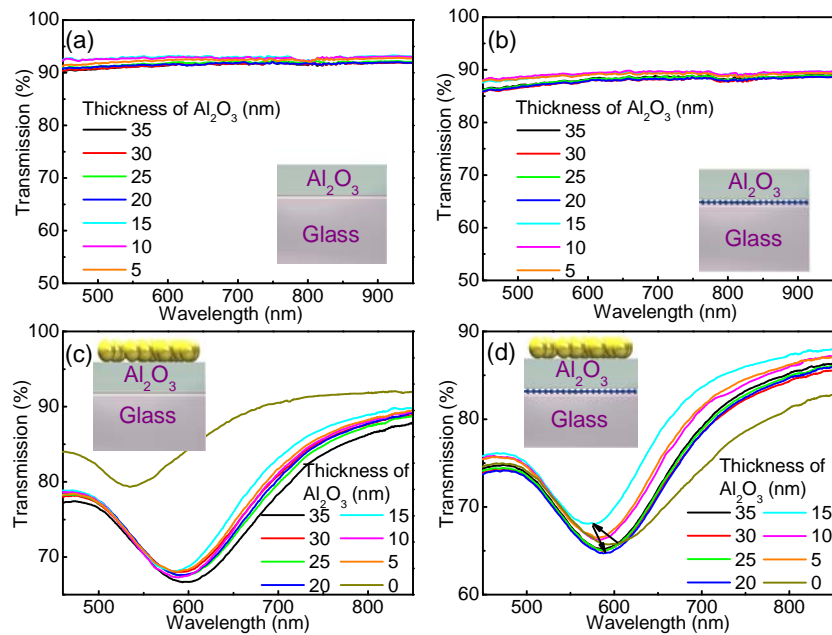 (a)
100
90
80
70
60
50
Transmission (%)
Thickness of Al2O3 (nm)
35
30
25
20
15
10
5
Al2O3
Glass
500 600 700 800 900
Wavelength (nm)
(b)
100
90
80
70
60
50
Transmission (%)
Thickness of Al2O3 (nm)
35
30
25
20
15
10
5
Al2O3
Glass
500 600 700 800 900
Wavelength (nm)
(c)
100
90
80
70
Transmission (%)
Al2O3
Glass
Thickness of
Al2O3 (nm)
35 15
30 10
25 5
20 0
500 600 700 800
Wavelength (nm)
(d)
90
80
70
60
Transmission (%)
Al2O3
Glass
Thickness of
Al2O3 (nm)
35 15
30 10
25 5
20 0
500 600 700 800
Wavelength (nm)